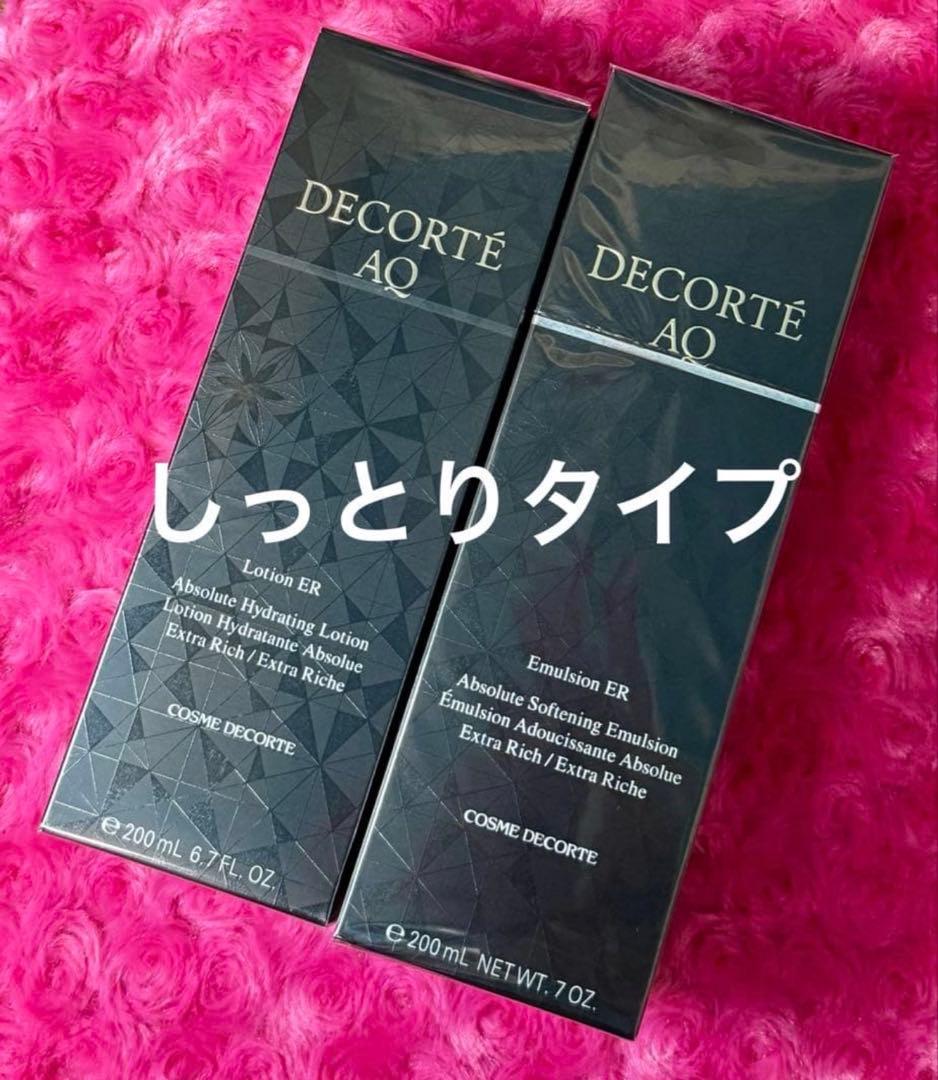 DECORTÉ
AQ
Lotion ER
Absolute Hydrating Lotion
Lotion Hydratante Absolue
Extra Rich / Extra Riche
COSME DECORTE
℮ 200 mL 6.7 FL. OZ.
DECORTÉ
AQ
Emulsion ER
Absolute Softening Emulsion
Émulsion Adoucissante Absolue
Extra Rich / Extra Riche
COSME DECORTE
℮ 200 mL NET WT. 7 OZ.
しっとりタイプ